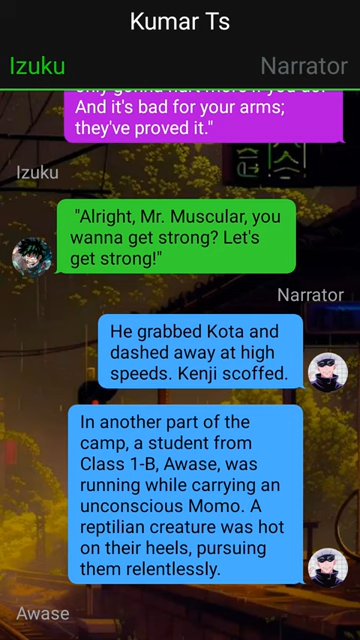 Kumar Ts
Izuku
Narrator
And it's bad for your arms;
they've proved it."
Izuku
"Alright, Mr. Muscular, you
wanna get strong? Let's
get strong!"
Narrator
He grabbed Kota and
dashed away at high
speeds. Kenji scoffed.
In another part of the
camp, a student from
Class 1-B, Awase, was
running while carrying an
unconscious Momo. A
reptilian creature was hot
on their heels, pursuing
them relentlessly.
Awase